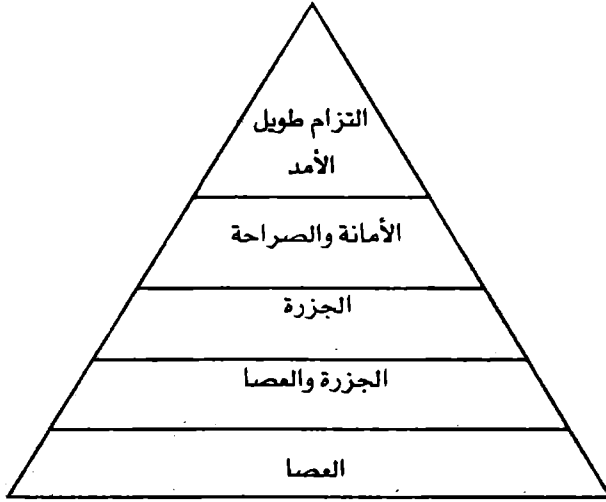 التزام طويل
الأمد
الأمانة والصراحة
الجزرة
الجزرة والعصا
العصا